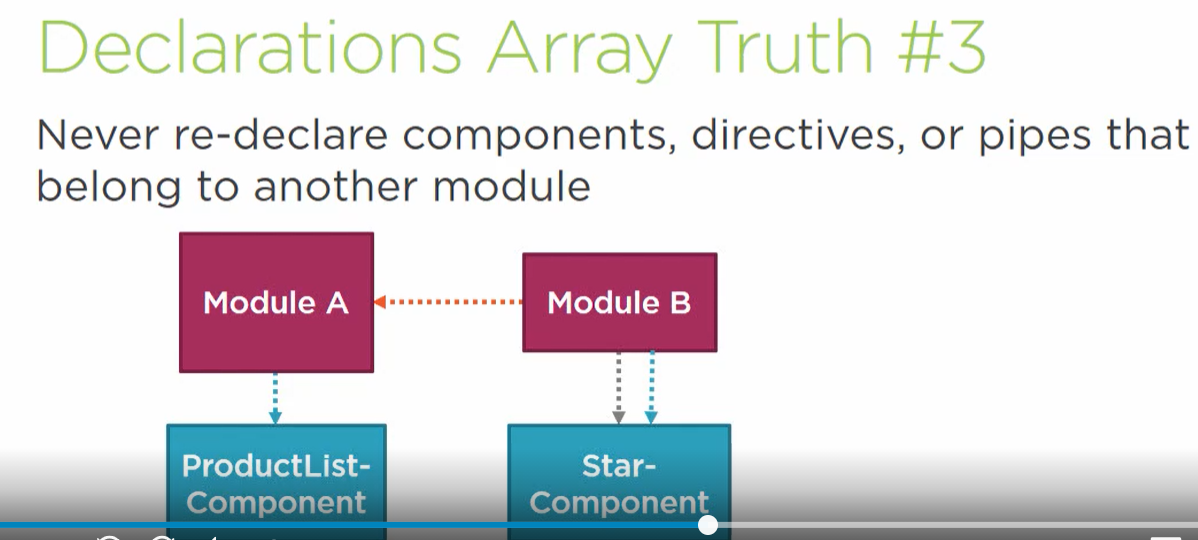 Declarations Array Truth #3
Never re-declare components, directives, or pipes that
belong to another module
Module A
Module B
ProductList-
Component
Star-
Component